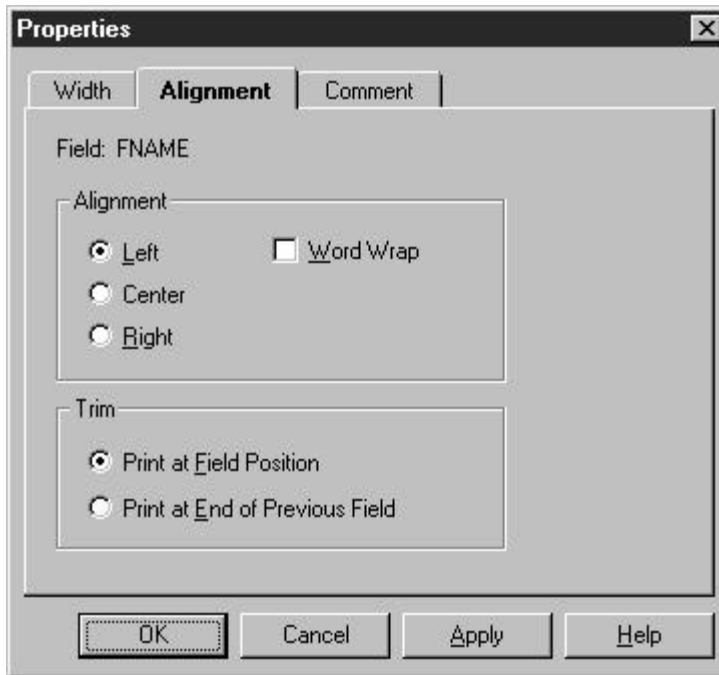 Properties
Width Alignment Comment
Field: FNAME
Alignment
Left Word Wrap
Center
Right
Trim
Print at Field Position
Print at End of Previous Field
OK Cancel Apply Help